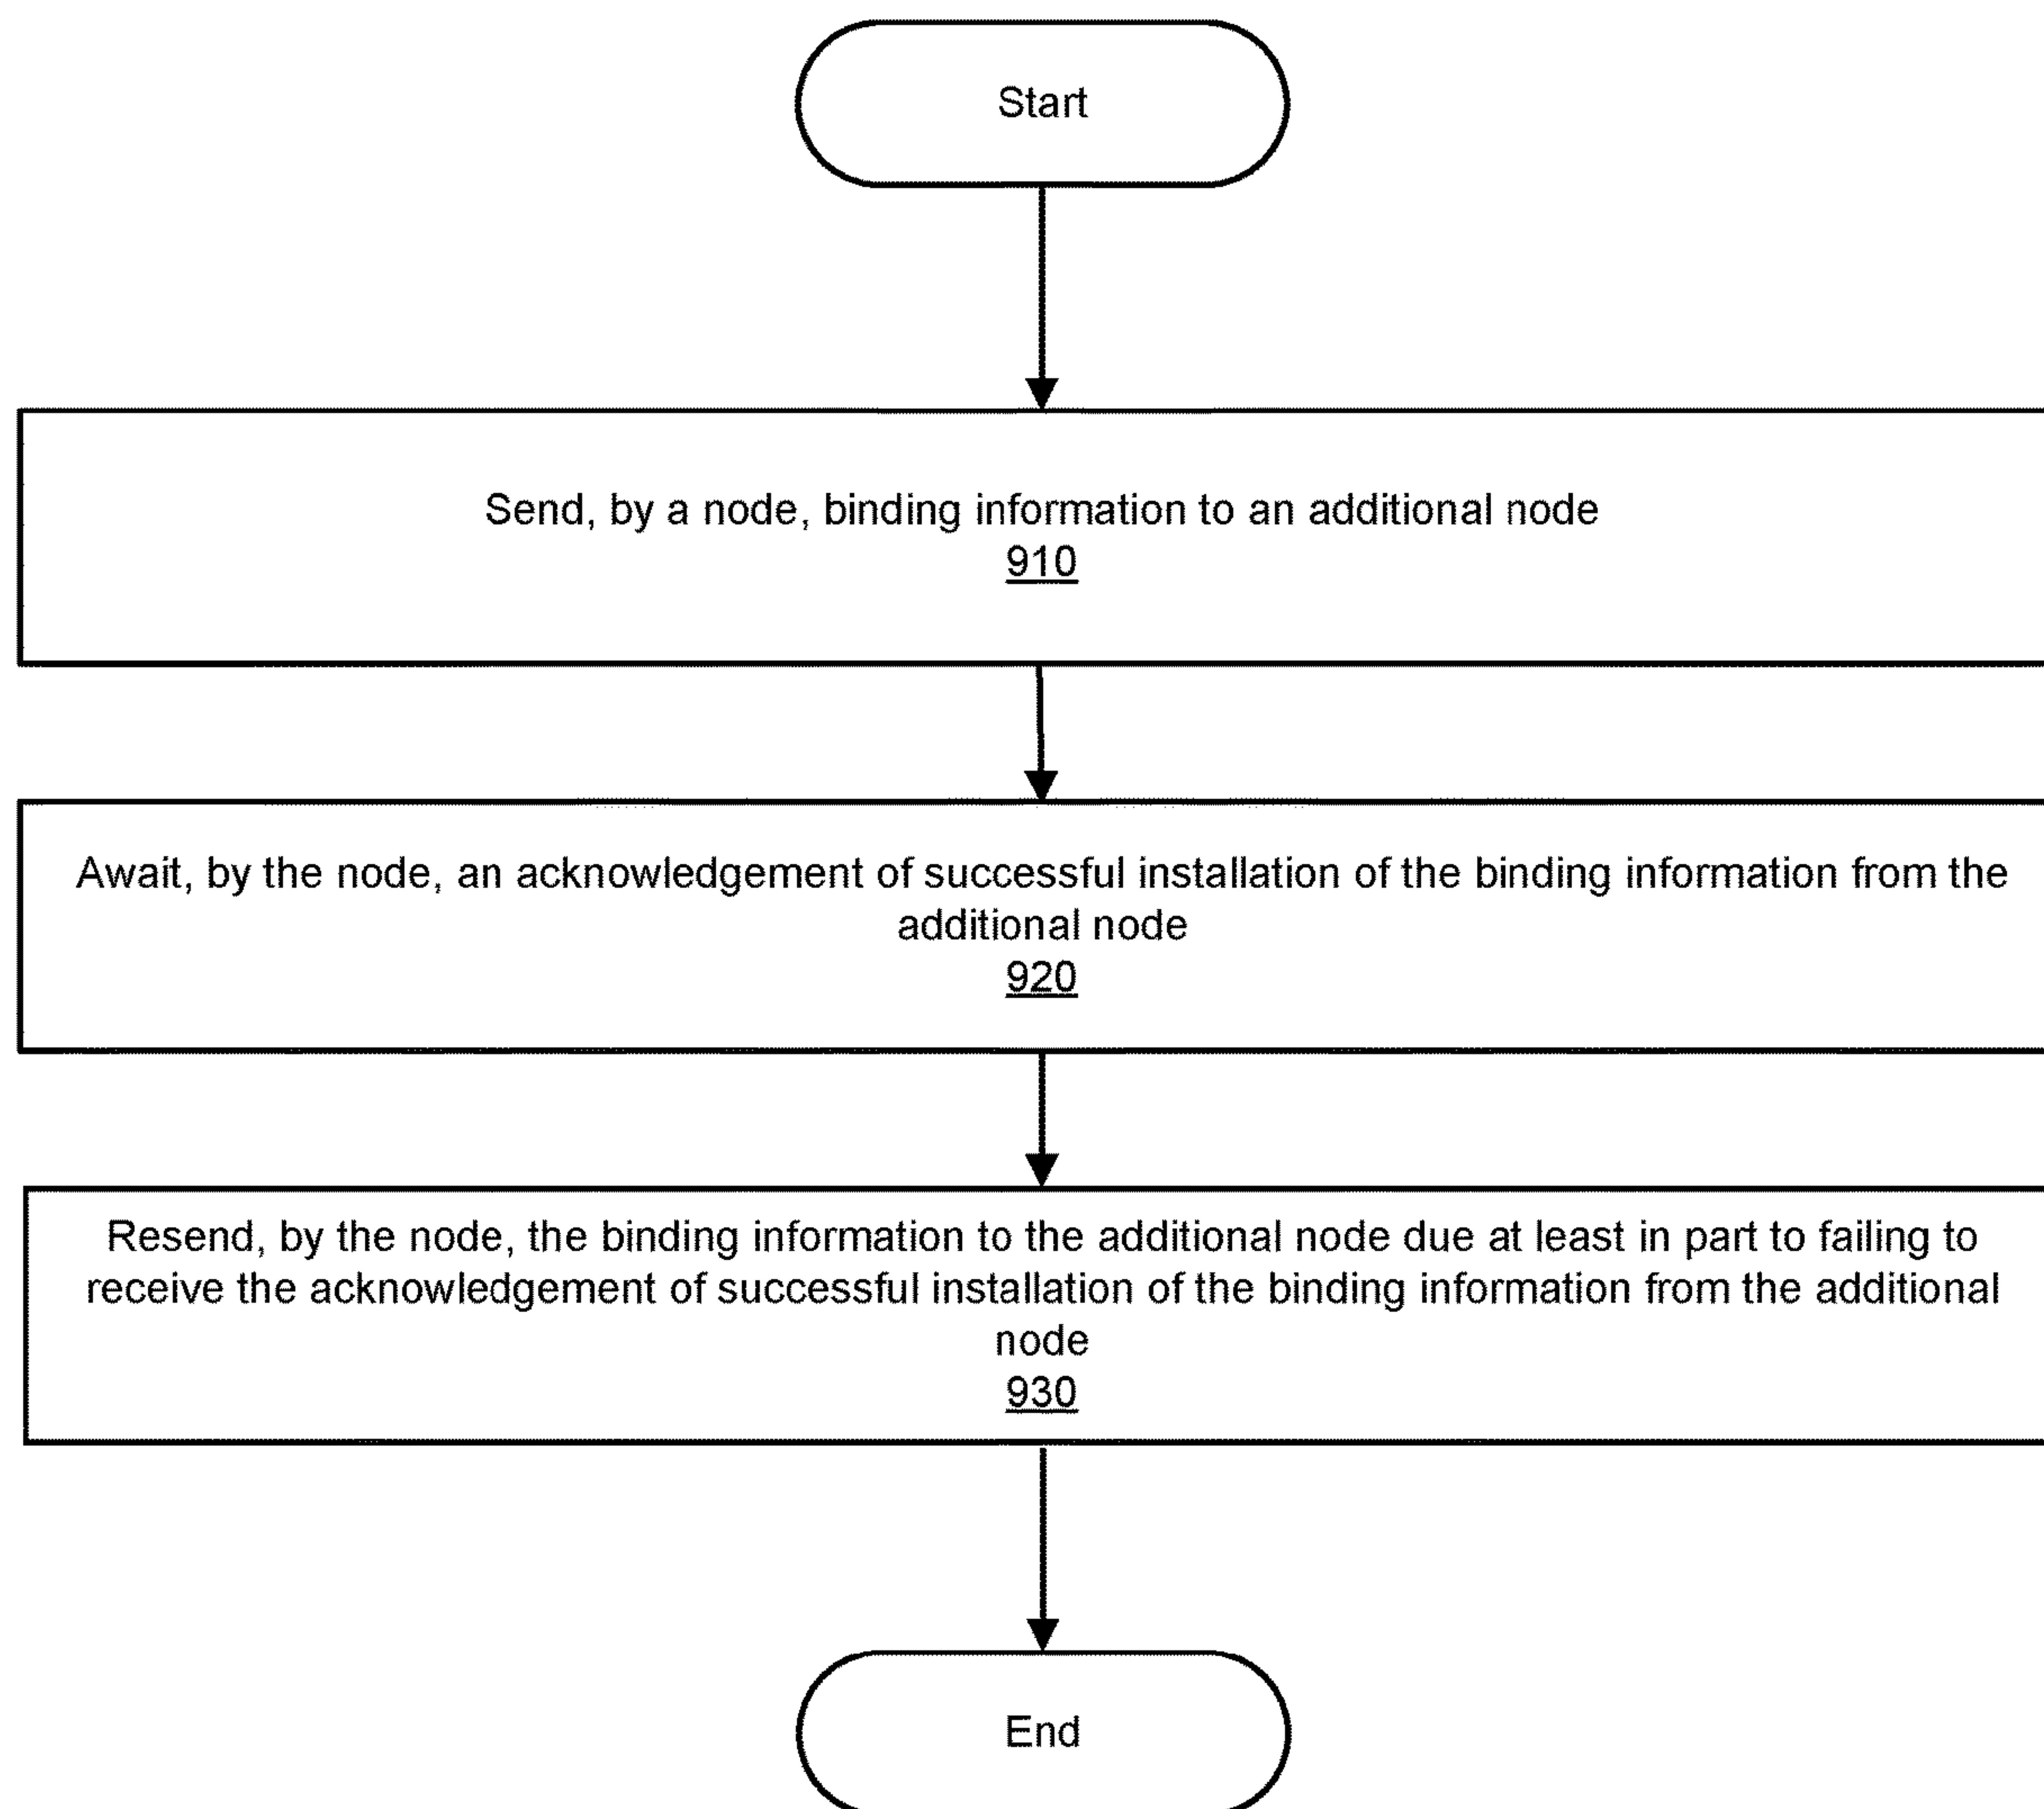 Start
Send, by a node, binding information to an additional node
910
Await, by the node, an acknowledgement of successful installation of the binding information from the
additional node
920
Resend, by the node, the binding information to the additional node due at least in part to failing to
receive the acknowledgement of successful installation of the binding information from the additional
node
930
End